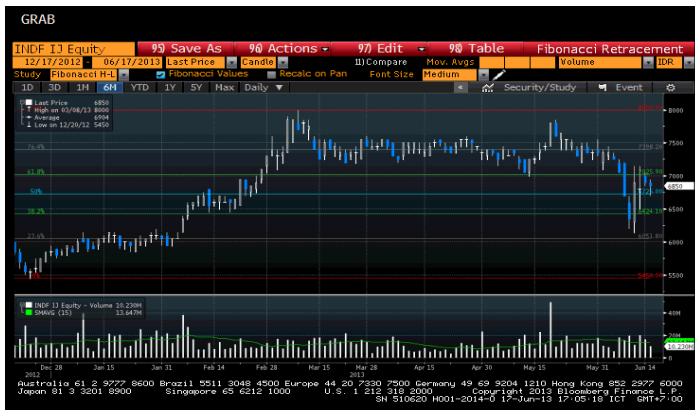 GRAB
INDF IJ Equity 95) Save As 96) Actions 97) Edit 98) Table Fibonacci Retracement
12/17/2012 - 06/17/2013 Last Price Candle 11) Compare Mov. Avgs Volume IDR
Study Fibonacci H-L Fibonacci Values Recalc on Pan Font Size Medium
1D 3D 1M 6M YTD 1Y 5Y Max Daily ▼ « Security/Study Event
Last Price 6850
High on 03/08/13 8000
Average 6904
Low on 12/20/12 5450
76.4%
7500
61.8%
7000
6850
50%
38.2%
6500
23.6% 6051.80
6000
5500
INDF IJ Equity - Volume 10.230M
SMAVG (15) 13.647M
40M
20M
10.230M
0
Dec 28 Jan 15 Jan 31 Feb 14 Feb 28 Mar 15 Mar 28 Apr 15 Apr 30 May 15 May 31 Jun 14
2012 2013
Australia 61 2 9777 8600 Brazil 5511 3048 4500 Europe 44 20 7330 7500 Germany 49 69 9204 1210 Hong Kong 852 2977 6000
Japan 81 3 3201 8900 Singapore 65 6212 1000 U.S. 1 212 318 2000 Copyright 2013 Bloomberg Finance L.P.
SN 510620 H001-2014-0 17-Jun-13 17:05:18 ICT GMT+7:00